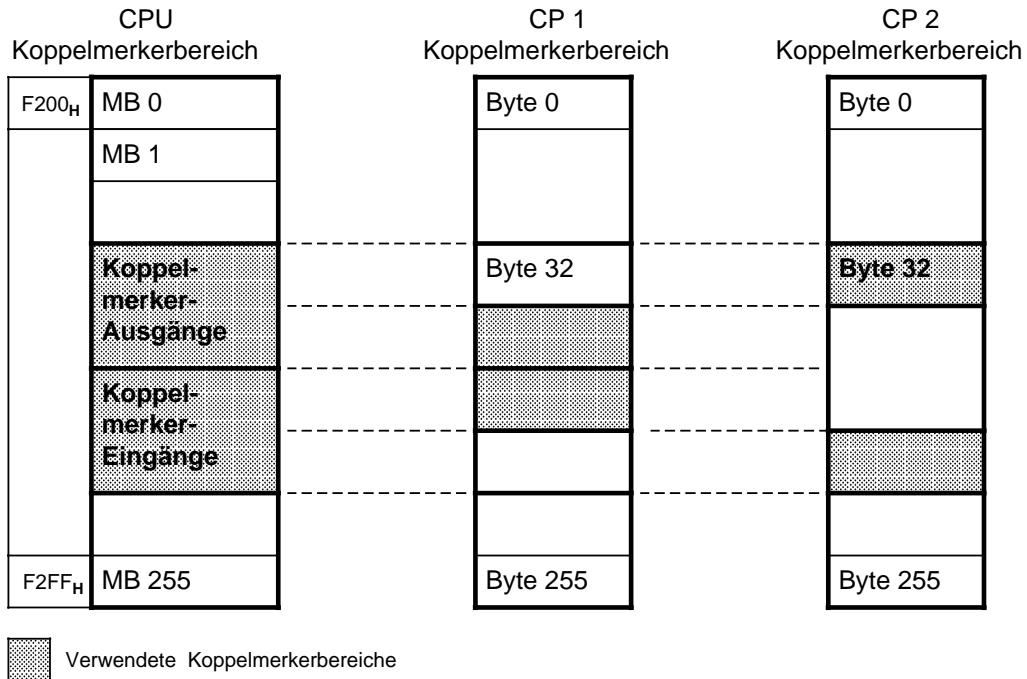 CPU
Koppelmerkerbereich
CP 1
Koppelmerkerbereich
CP 2
Koppelmerkerbereich
F200H
MB 0
Byte 0
Byte 0
MB 1
Koppel-
merker-
Ausgänge
Byte 32
Byte 32
Koppel-
merker-
Eingänge
F2FFH
MB 255
Byte 255
Byte 255
Verwendete Koppelmerkerbereiche